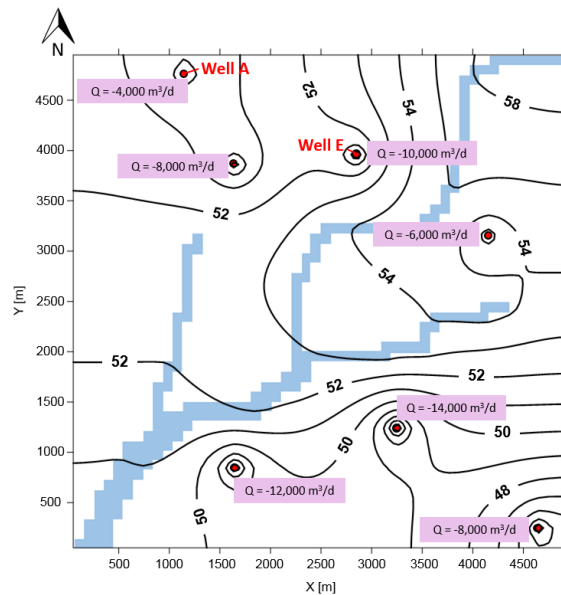 N
Well A
Q = -4,000 m³/d
52
54
58
Well E
Q = -10,000 m³/d
Q = -8,000 m³/d
52
Q = -6,000 m³/d
54
54
52
52
52
Q = -14,000 m³/d
50
50
Q = -12,000 m³/d
48
50
Q = -8,000 m³/d
4500
4000
3500
3000
2500
2000
1500
1000
500
Y [m]
500 1000 1500 2000 2500 3000 3500 4000 4500
X [m]